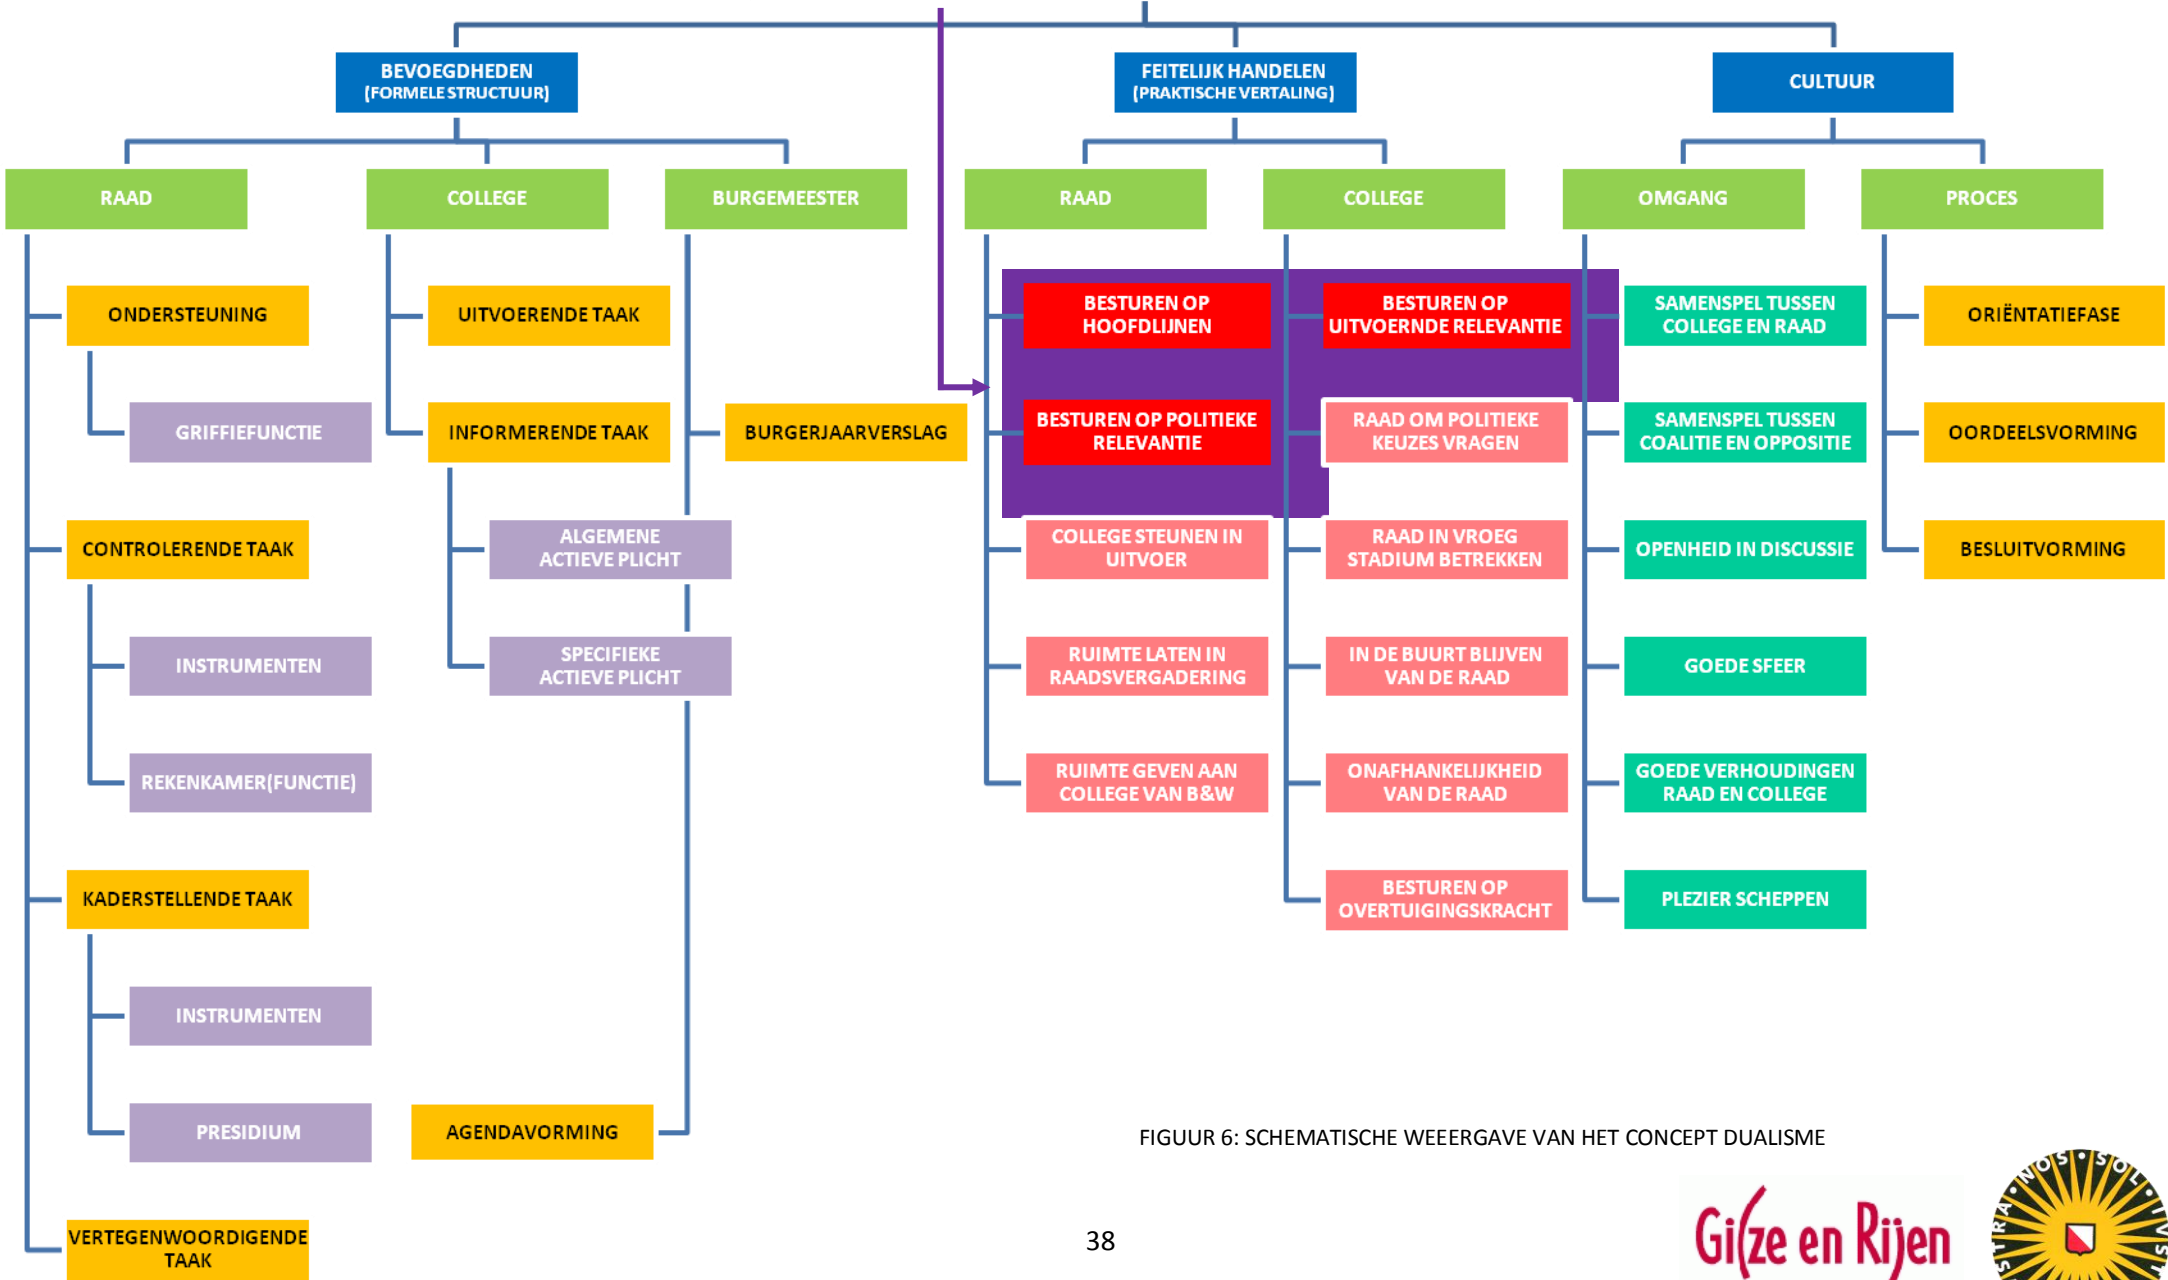 BEVOEGDHEDEN
(FORMELE STRUCTUUR)
FEITELIJK HANDELEN
(PRAKTISCHE VERTALING)
CULTUUR
RAAD
COLLEGE
BURGEMEESTER
RAAD
COLLEGE
OMGANG
PROCES
ONDERSTEUNING
GRIFFIEFUNCTIE
CONTROLERENDE TAAK
INSTRUMENTEN
REKENKAMER(FUNCTIE)
KADERSTELLENDE TAAK
INSTRUMENTEN
PRESIDIUM
VERTEGENWOORDIGENDE
TAAK
UITVOERENDE TAAK
INFORMERENDE TAAK
ALGEMENE
ACTIEVE PLICHT
SPECIFIEKE
ACTIEVE PLICHT
BURGERJAARVERSLAG
AGENDAVORMING
BESTUREN OP
HOOFDLIJNEN
BESTUREN OP POLITIEKE
RELEVANTIE
COLLEGE STEUNEN IN
UITVOER
RUIMTE LATEN IN
RAADSVERGADERING
RUIMTE GEVEN AAN
COLLEGE VAN B&W
BESTUREN OP
UITVOERNDE RELEVANTIE
RAAD OM POLITIEKE
KEUZES VRAGEN
RAAD IN VROEG
STADIUM BETREKKEN
IN DE BUURT BLIJVEN
VAN DE RAAD
ONAFHANKELIJKHEID
VAN DE RAAD
BESTUREN OP
OVERTUIGINGSKRACHT
SAMENSPEL TUSSEN
COLLEGE EN RAAD
SAMENSPEL TUSSEN
COALITIE EN OPPOSITIE
OPENHEID IN DISCUSSIE
GOEDE SFEER
GOEDE VERHOUDINGEN
RAAD EN COLLEGE
PLEZIER SCHEPPEN
ORIËNTATIEFASE
OORDEELSVORMING
BESLUITVORMING
FIGUUR 6: SCHEMATISCHE WEEERGAVE VAN HET CONCEPT DUALISME
38
Gilze en Rijen
STRA • NOS • SOL • IVST